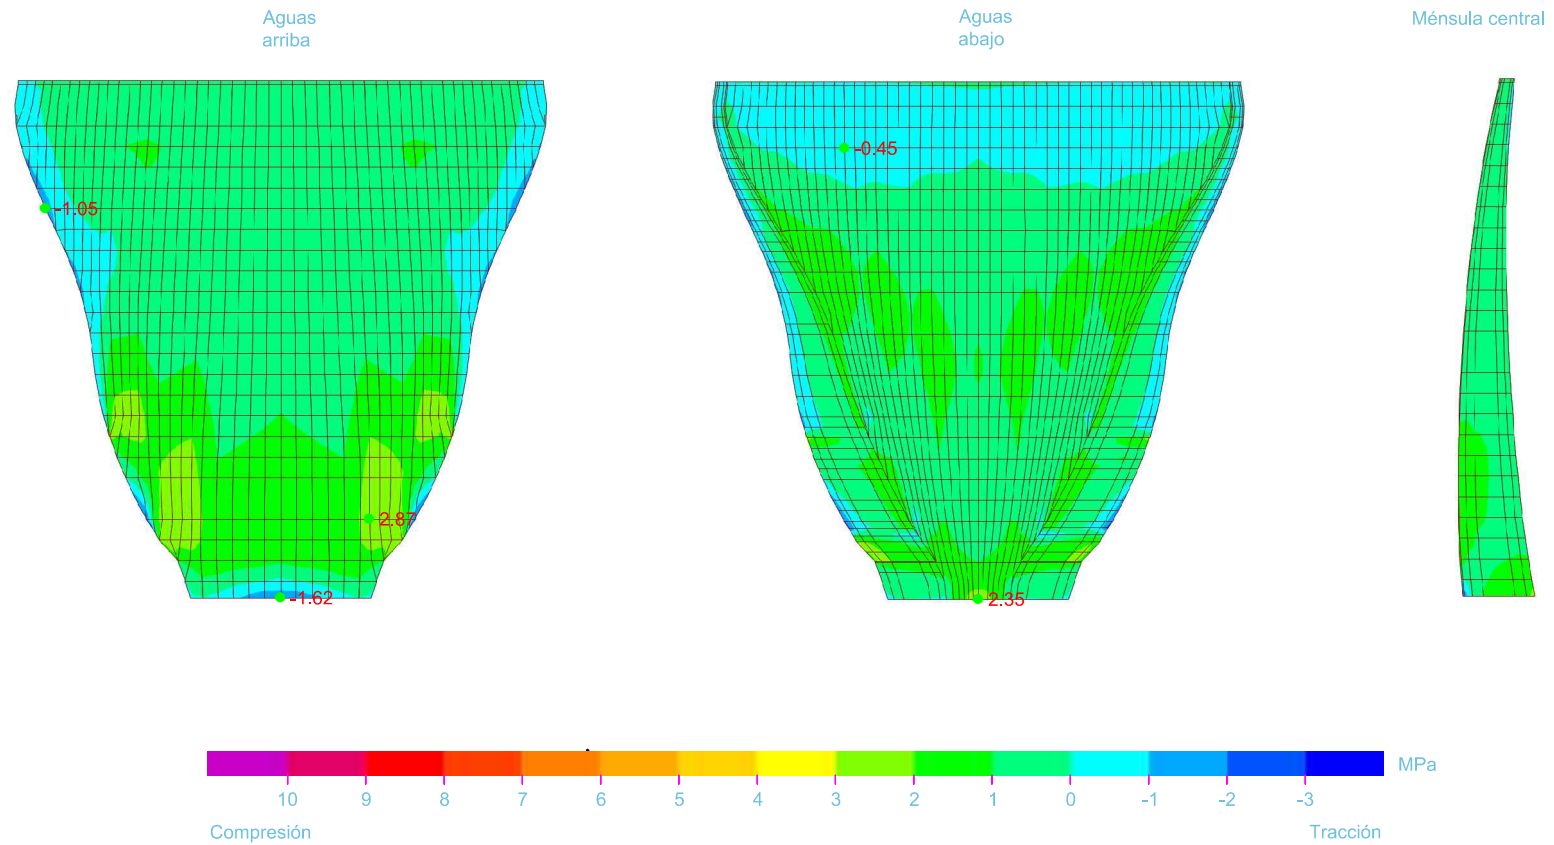 Aguas
arriba
Aguas
abajo
Ménsula central
-1.05
-0.45
2.87
-1.62
2.35
MPa
10 9 8 7 6 5 4 3 2 1 0 -1 -2 -3
Compresión
Tracción